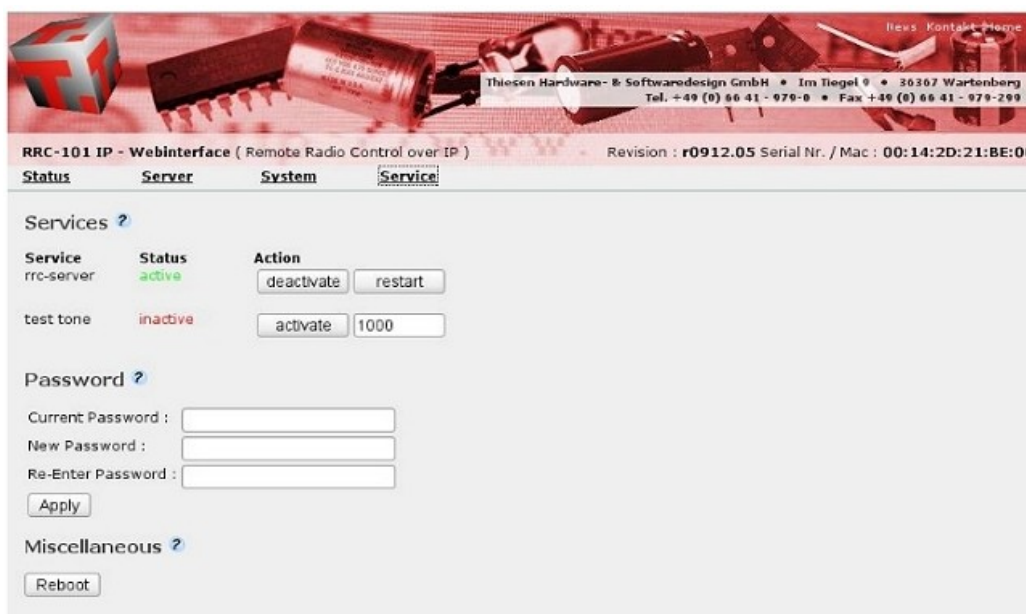 News Kontakt Home
Thiesen Hardware- & Softwaredesign GmbH • Im Tiegel 9 • 36367 Wartenberg
Tel. +49 (0) 66 41 - 979-0 • Fax +49 (0) 66 41 - 979-299
RRC-101 IP - Webinterface ( Remote Radio Control over IP ) Revision : r0912.05 Serial Nr. / Mac : 00:14:2D:21:BE:0
Status Server System Service
Services ?
Service Status Action
rrc-server active deactivate restart
test tone inactive activate 1000
Password ?
Current Password :
New Password :
Re-Enter Password :
Apply
Miscellaneous ?
Reboot